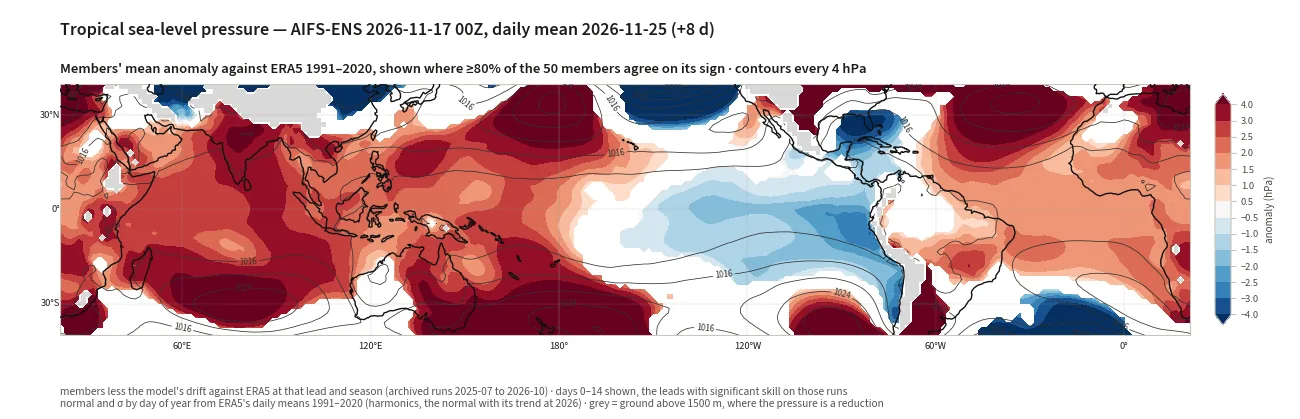 Tropical sea-level pressure — AIFS-ENS 2026-11-17 00Z, daily mean 2026-11-25 (+8 d)
Members' mean anomaly against ERA5 1991–2020, shown where ≥80% of the 50 members agree on its sign · contours every 4 hPa
30°N
0°
30°S
60°E
120°E
180°
120°W
60°W
0°
1016
1016
1016
1016
1016
1016
1024
1016
1016
1016
1024
4.0
3.0
2.5
2.0
1.5
1.0
0.5
−0.5
−1.0
−1.5
−2.0
−2.5
−3.0
−4.0
anomaly (hPa)
members less the model's drift against ERA5 at that lead and season (archived runs 2025-07 to 2026-10) · days 0–14 shown, the leads with significant skill on those runs
normal and σ by day of year from ERA5's daily means 1991–2020 (harmonics, the normal with its trend at 2026) · grey = ground above 1500 m, where the pressure is a reduction